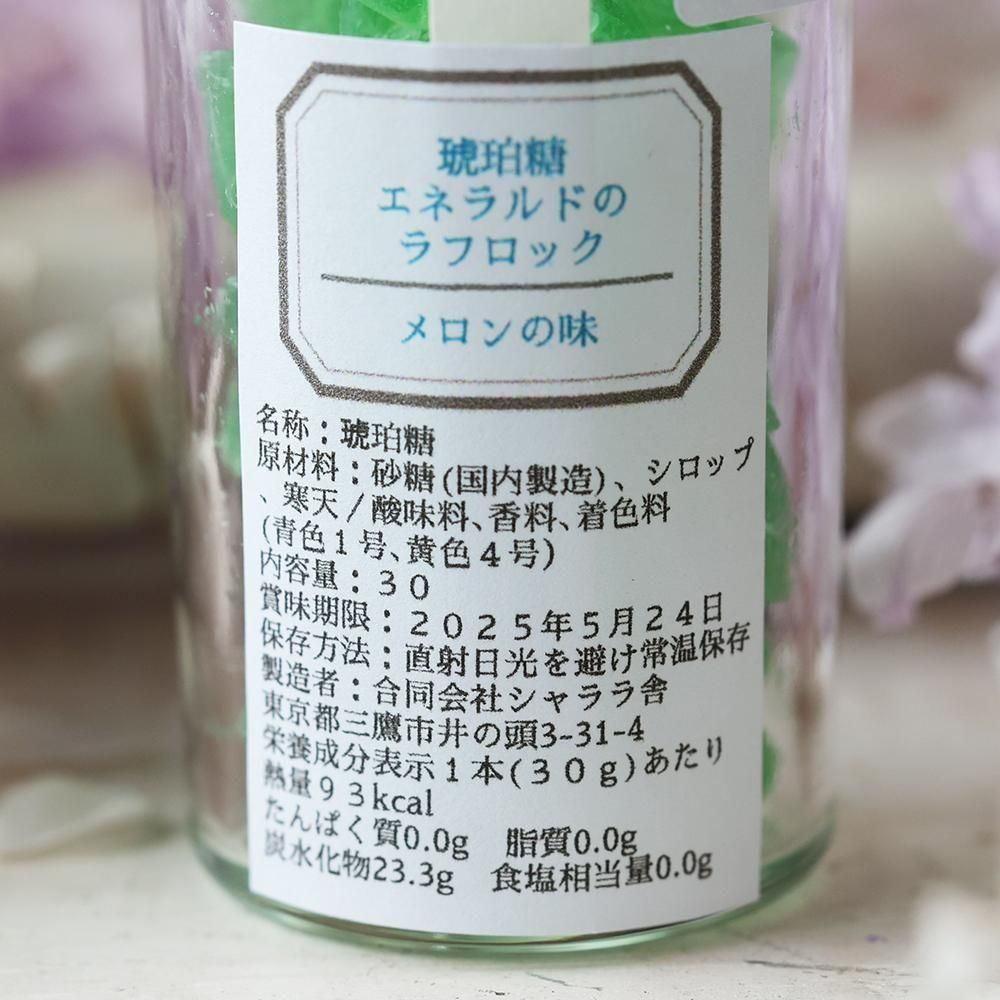 琥珀糖
エネラルドの
ラフロック
メロンの味
名称：琥珀糖
原材料：砂糖(国内製造)、シロップ
、寒天／酸味料、香料、着色料
(青色１号、黄色４号)
内容量：３０
賞味期限：２０２５年５月２４日
保存方法：直射日光を避け常温保存
製造者：合同会社シャララ舎
東京都三鷹市井の頭3-31-4
栄養成分表示１本(３０ｇ)あたり
熱量９３kcal
たんぱく質0.0g　脂質0.0g
炭水化物23.3g　食塩相当量0.0g